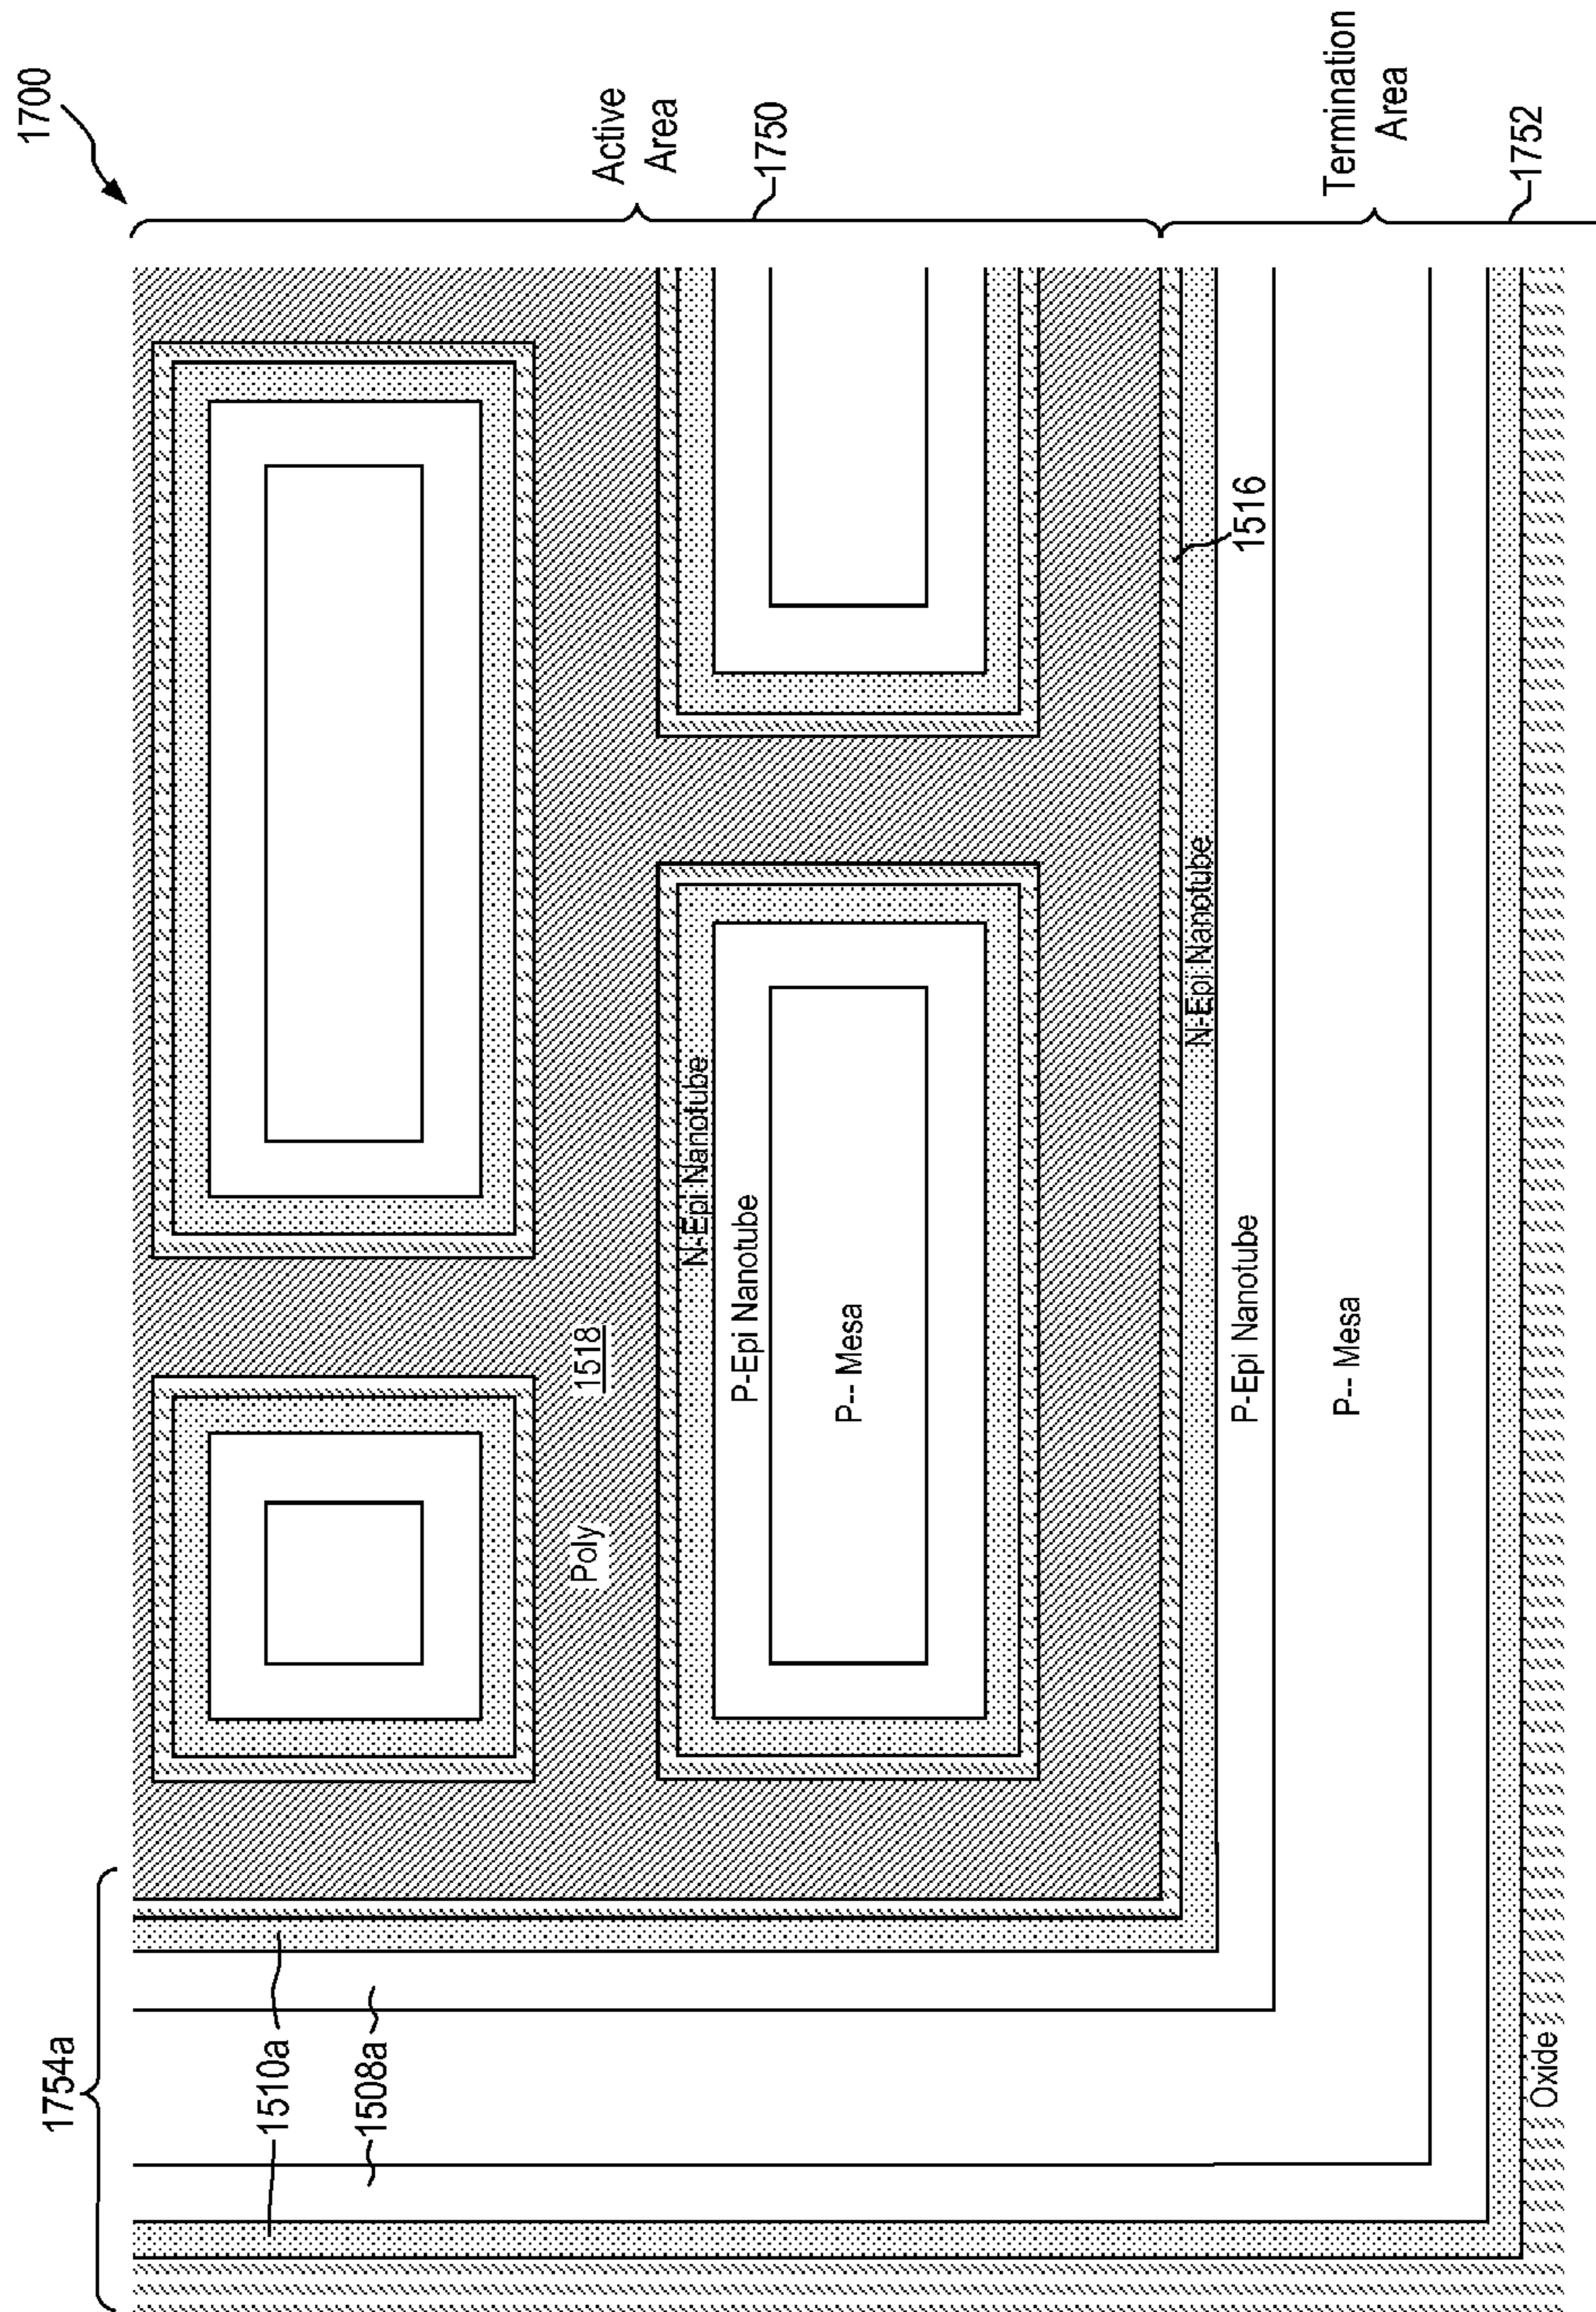 1700
Active
Area
1750
Termination
Area
1752
1754a
1510a
1508a
1518
Poly
N-Epi Nanotube
P-Epi Nanotube
P-- Mesa
1516
N-Epi Nanotube
P-Epi Nanotube
P-- Mesa
Oxide